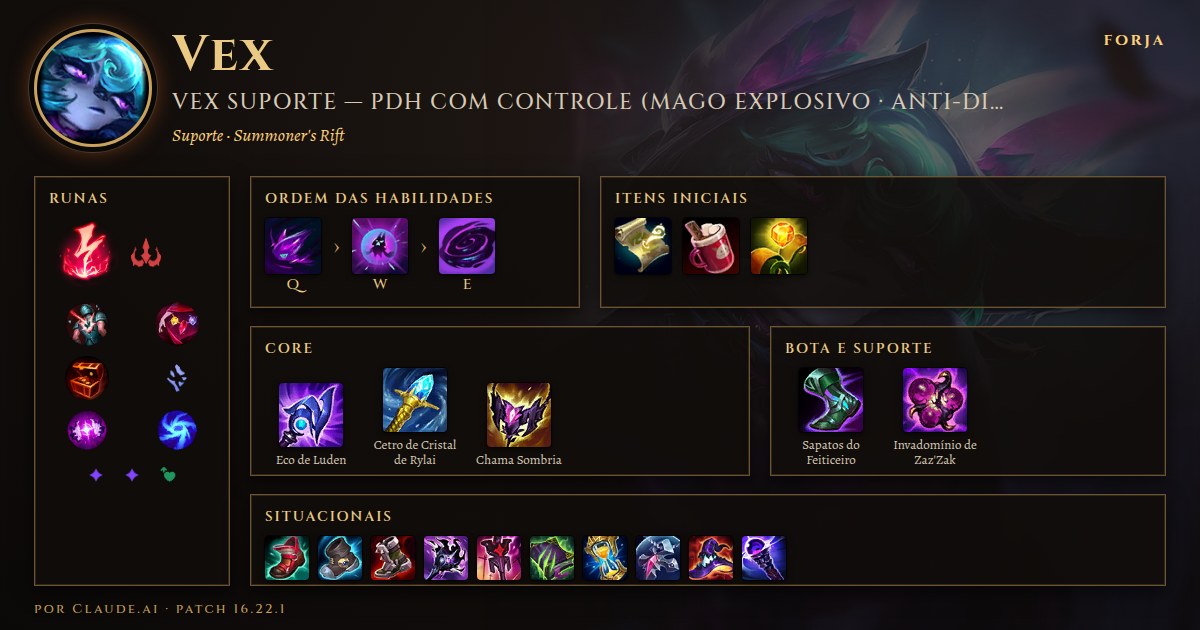 Vex
FORJA
VEX SUPORTE — PDH COM CONTROLE (MAGO EXPLOSIVO · ANTI-DI…
Suporte · Summoner's Rift
RUNAS
ORDEM DAS HABILIDADES
› ›
Q W E
ITENS INICIAIS
CORE
Eco de Luden
Cetro de Cristal
de Rylai
Chama Sombria
BOTA E SUPORTE
Sapatos do
Feiticeiro
Invadomínio de
Zaz'Zak
SITUACIONAIS
POR CLAUDE.AI · PATCH 16.22.1